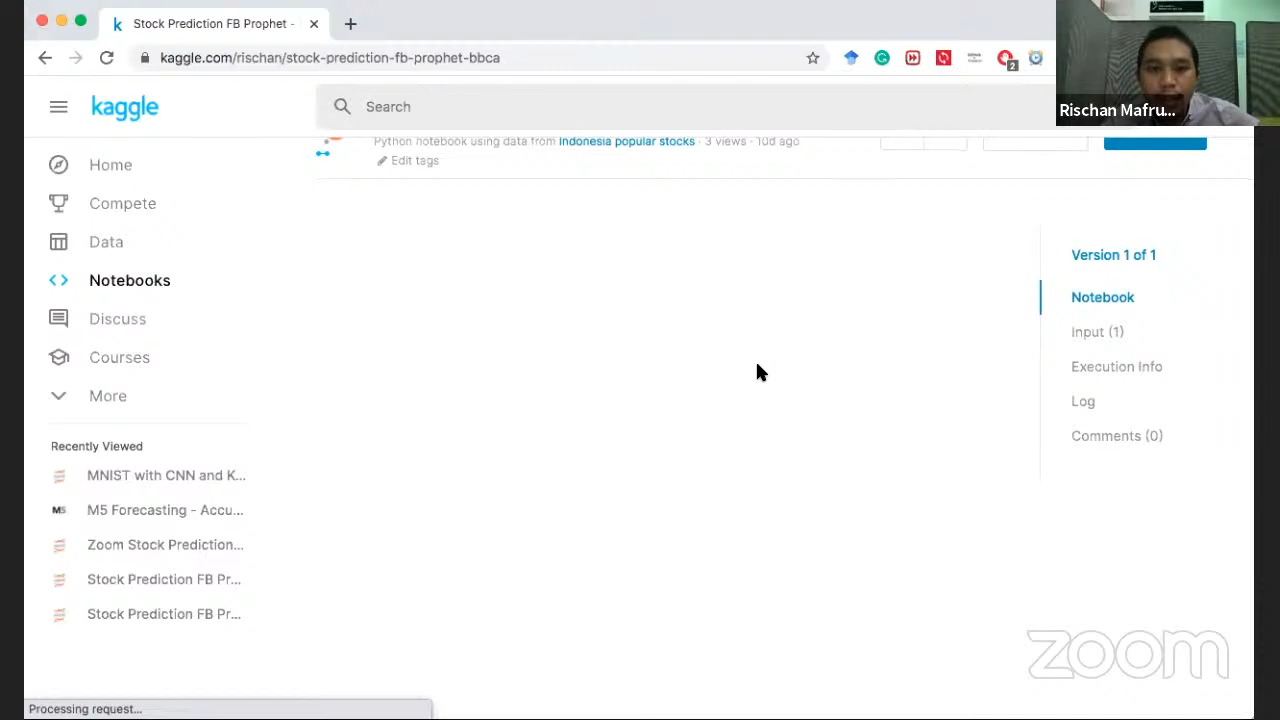 Stock Prediction FB Prophet -
kaggle.com/rischan/stock-prediction-fb-prophet-bbca
2
Rischan Mafru...
kaggle
Search
Python notebook using data from Indonesia popular stocks · 3 views · 10d ago
Edit tags
Home
Compete
Data
Notebooks
Discuss
Courses
More
Recently Viewed
MNIST with CNN and K...
M5 M5 Forecasting - Accu...
Zoom Stock Prediction...
Stock Prediction FB Pr...
Stock Prediction FB Pr...
Version 1 of 1
Notebook
Input (1)
Execution Info
Log
Comments (0)
zoom
Processing request...